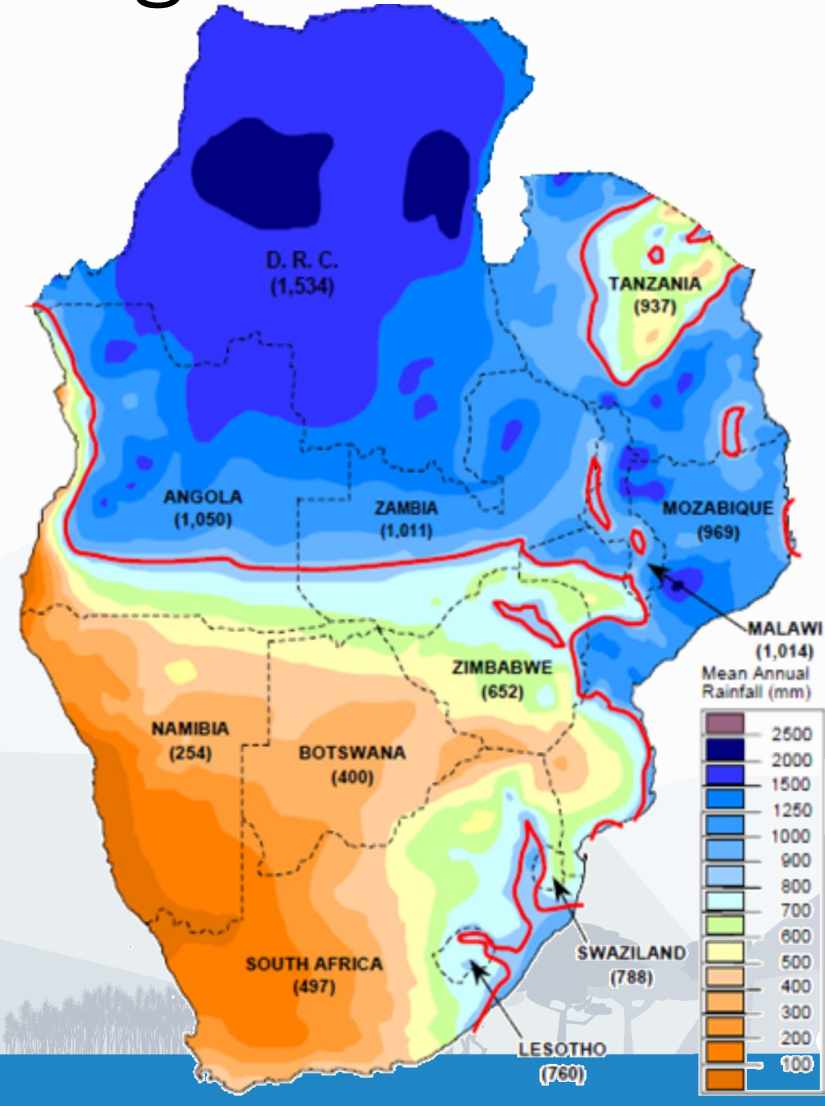 D. R. C.
(1,534)
TANZANIA
(937)
ANGOLA
(1,050)
ZAMBIA
(1,011)
MOZABIQUE
(969)
MALAWI
(1,014)
ZIMBABWE
(652)
NAMIBIA
(254)
BOTSWANA
(400)
SOUTH AFRICA
(497)
SWAZILAND
(788)
LESOTHO
(760)
Mean Annual
Rainfall (mm)
2500
2000
1500
1250
1000
900
800
700
600
500
400
300
200
100